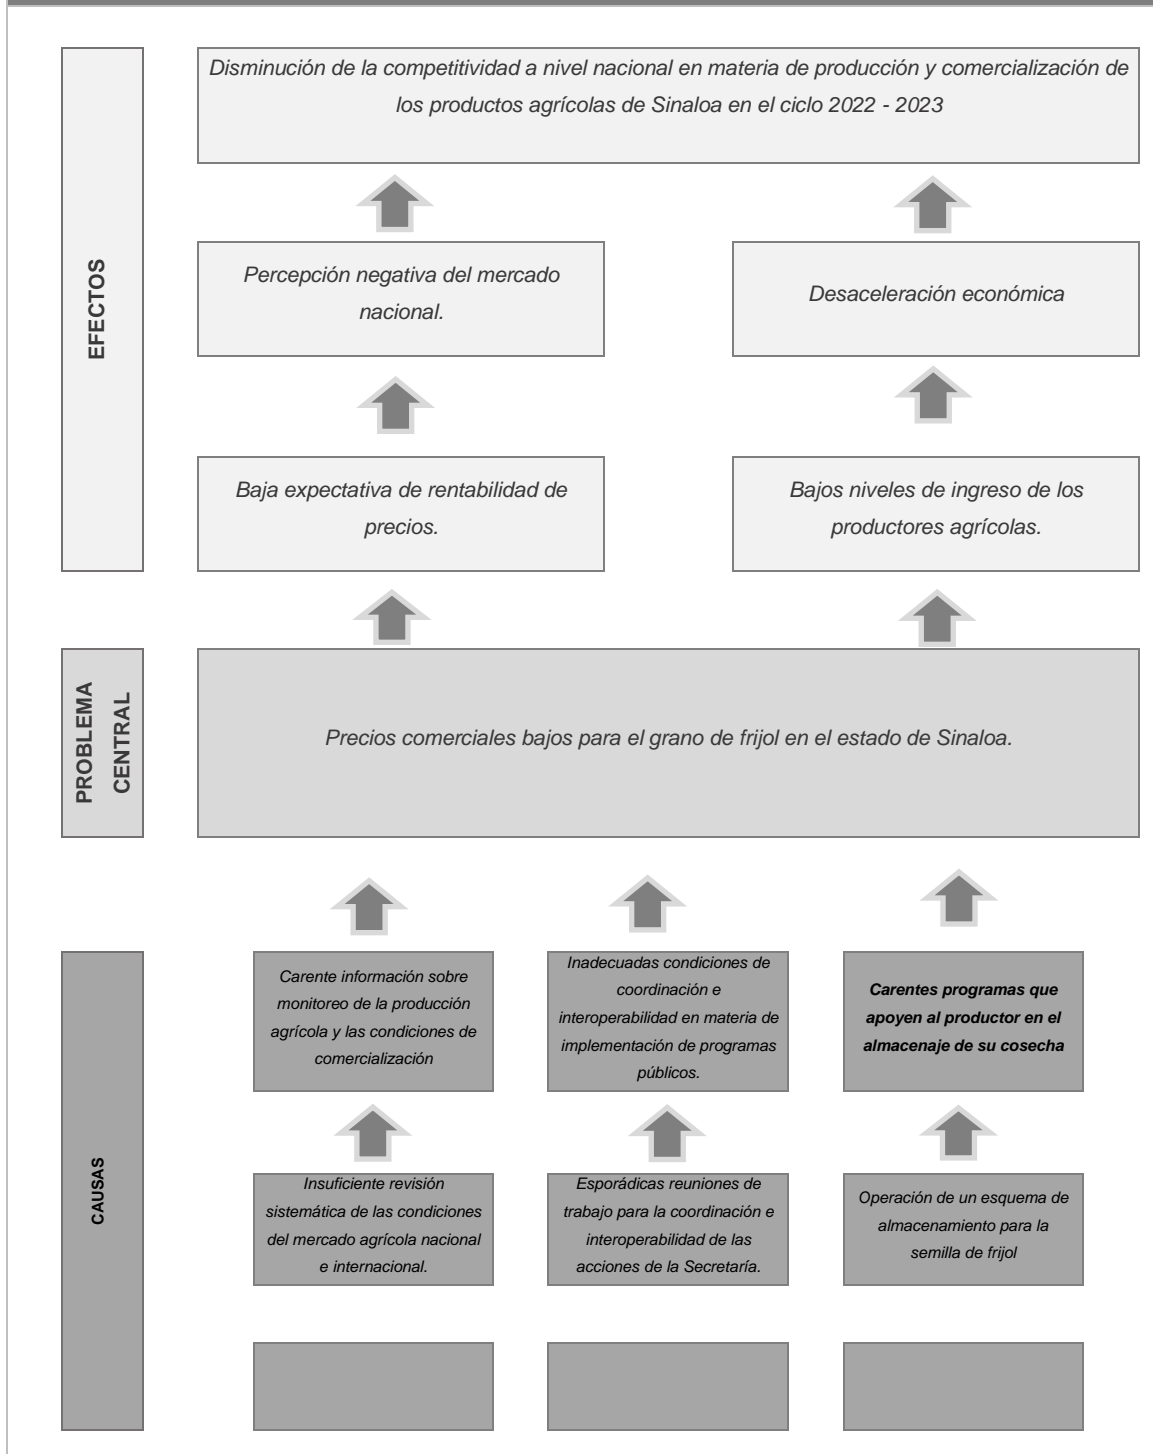 EFECTOS
Disminución de la competitividad a nivel nacional en materia de producción y comercialización de
los productos agrícolas de Sinaloa en el ciclo 2022 - 2023
Percepción negativa del mercado
nacional.
Desaceleración económica
Baja expectativa de rentabilidad de
precios.
Bajos niveles de ingreso de los
productores agrícolas.
PROBLEMA
CENTRAL
Precios comerciales bajos para el grano de frijol en el estado de Sinaloa.
CAUSAS
Carente información sobre
monitoreo de la producción
agrícola y las condiciones de
comercialización
Inadecuadas condiciones de
coordinación e
interoperabilidad en materia de
implementación de programas
públicos.
Carentes programas que
apoyen al productor en el
almacenaje de su cosecha
Insuficiente revisión
sistemática de las condiciones
del mercado agrícola nacional
e internacional.
Esporádicas reuniones de
trabajo para la coordinación e
interoperabilidad de las
acciones de la Secretaría.
Operación de un esquema de
almacenamiento para la
semilla de frijol